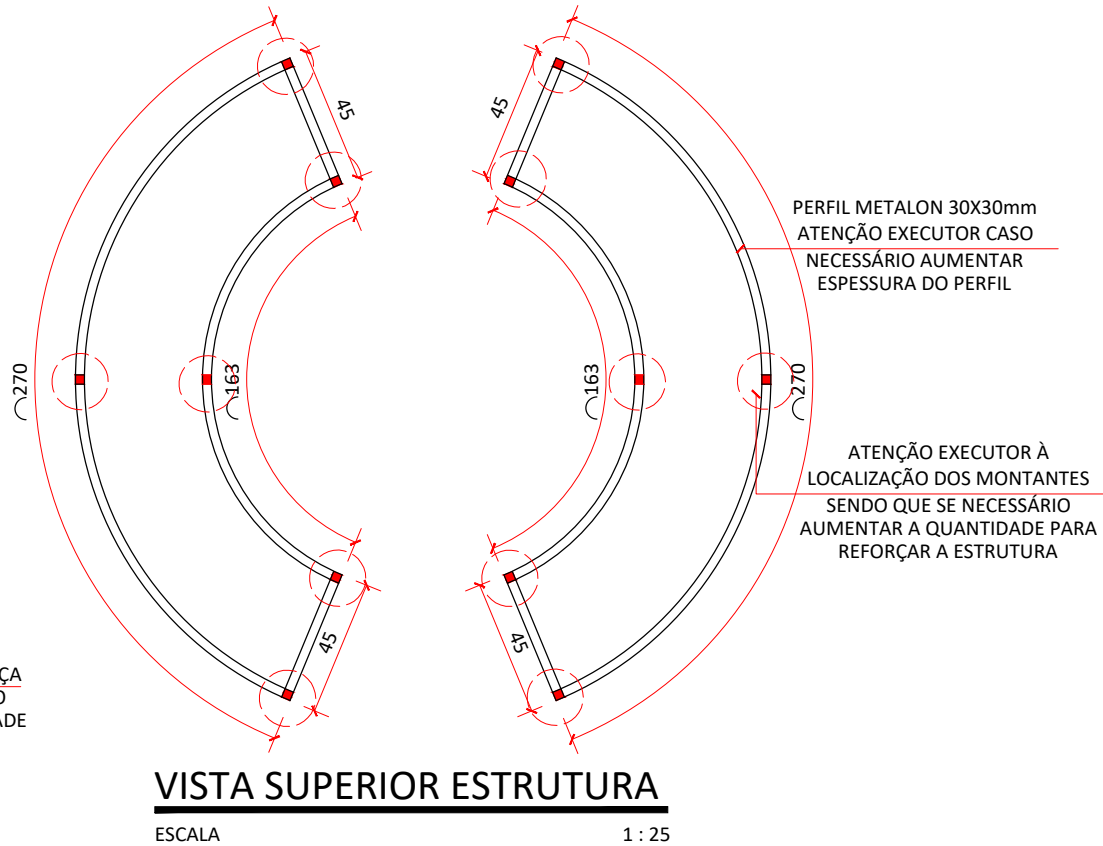 45
45
PERFIL METALON 30X30mm
ATENÇÃO EXECUTOR CASO
NECESSÁRIO AUMENTAR
ESPESSURA DO PERFIL
270
163
163
270
ATENÇÃO EXECUTOR À
LOCALIZAÇÃO DOS MONTANTES
SENDO QUE SE NECESSÁRIO
AUMENTAR A QUANTIDADE PARA
REFORÇAR A ESTRUTURA
45
45
ÇA
O
ADE
VISTA SUPERIOR ESTRUTURA
ESCALA 1 : 25